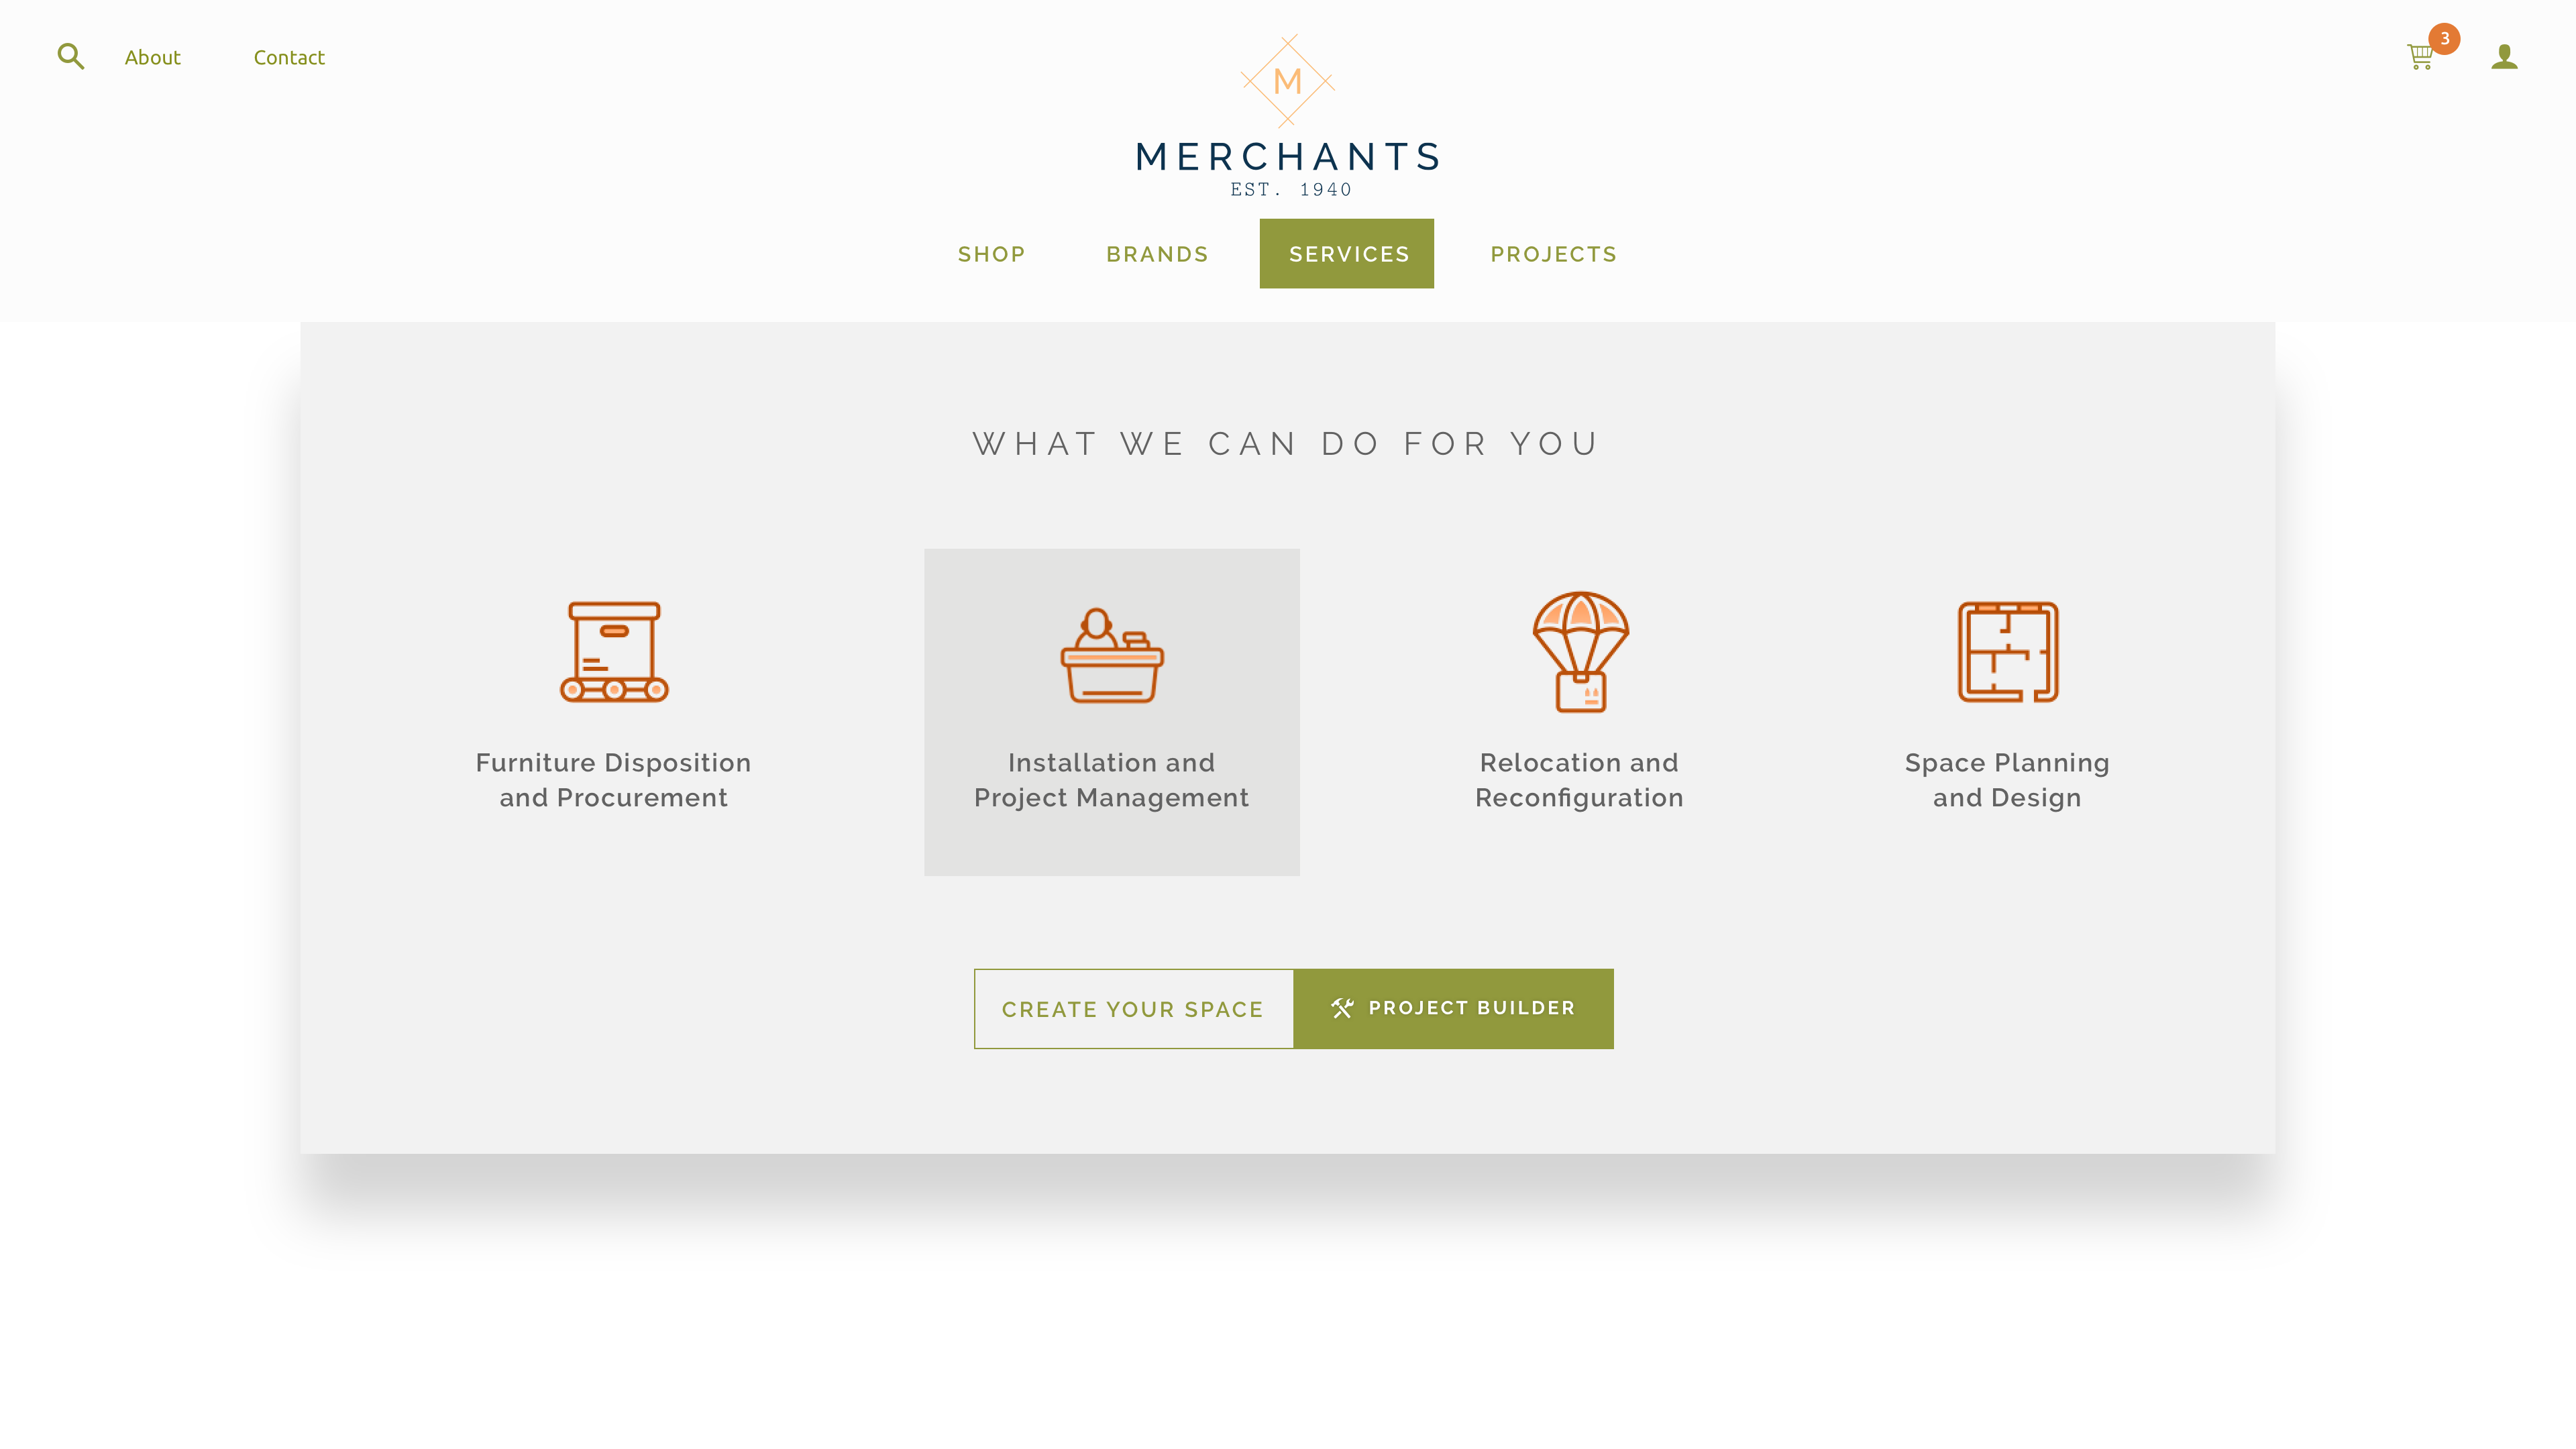 About
Contact
3
M
MERCHANTS
EST. 1940
SHOP
BRANDS
SERVICES
PROJECTS
WHAT WE CAN DO FOR YOU
Furniture Disposition
and Procurement
Installation and
Project Management
Relocation and
Reconfiguration
Space Planning
and Design
CREATE YOUR SPACE
PROJECT BUILDER